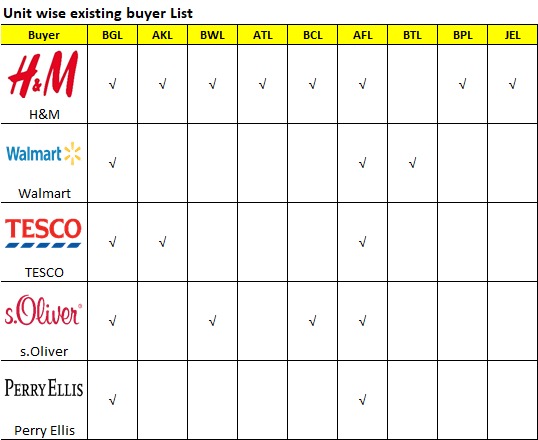 Unit wise existing buyer List
Buyer BGL AKL BWL ATL BCL AFL BTL BPL JEL
H&M √ √ √ √ √ √ √ √
H&M
Walmart √ √ √
Walmart
TESCO √ √ √
TESCO
s.Oliver® √ √ √ √
s.Oliver
PERRY ELLIS √ √
Perry Ellis